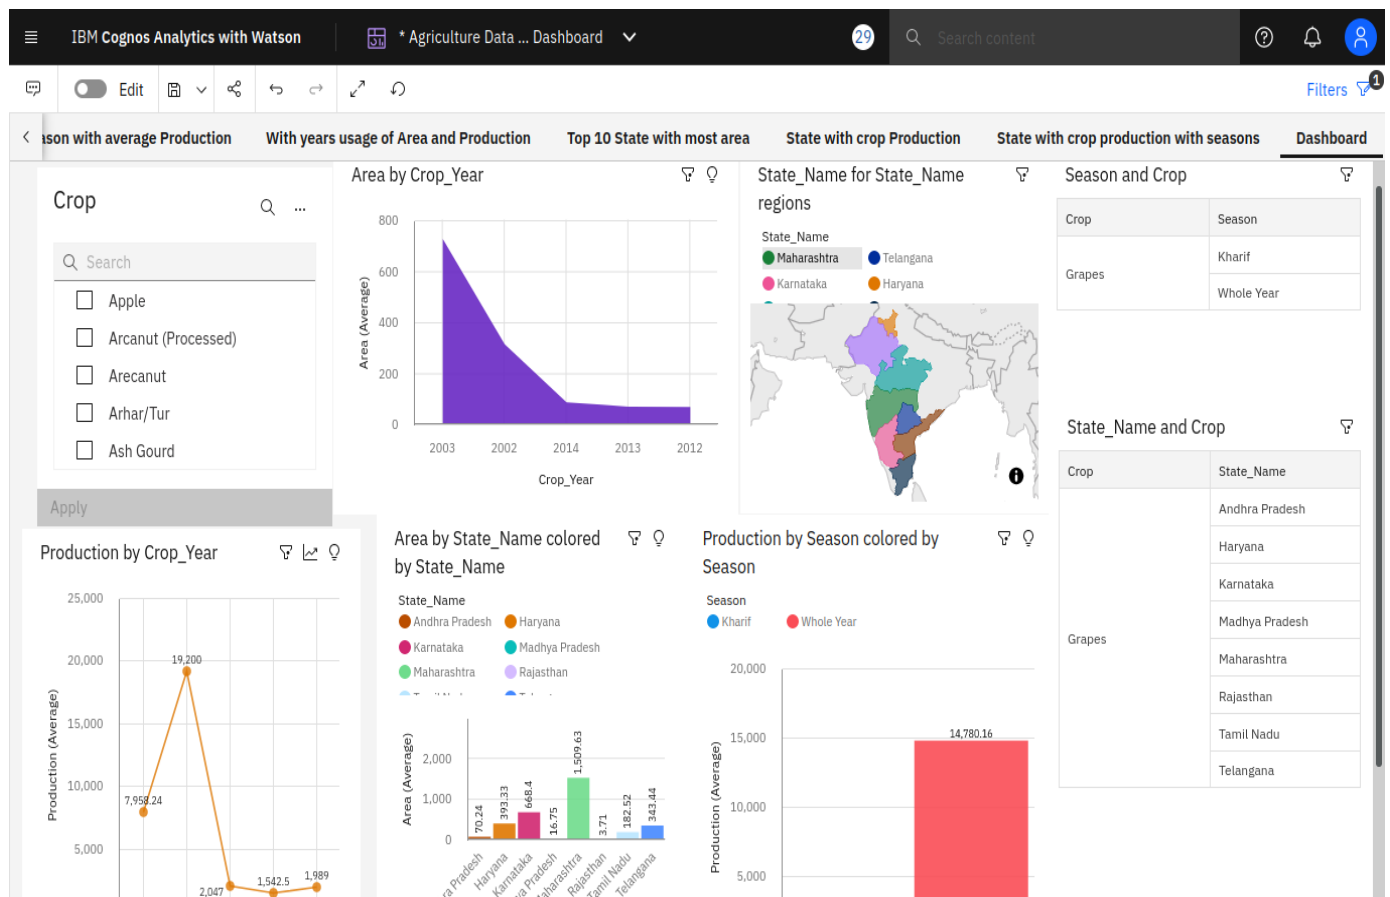 IBM Cognos Analytics with Watson
* Agriculture Data ... Dashboard
29
Search content
Edit
Filters
1
ason with average Production
With years usage of Area and Production
Top 10 State with most area
State with crop Production
State with crop production with seasons
Dashboard
Crop
...
Search
Apple
Arcanut (Processed)
Arecanut
Arhar/Tur
Ash Gourd
Apply
Area by Crop_Year
Area (Average)
800
600
400
200
0
2003
2002
2014
2013
2012
Crop_Year
State_Name for State_Name
regions
State_Name
Maharashtra
Telangana
Karnataka
Haryana
Season and Crop
Crop
Season
Grapes
Kharif
Whole Year
State_Name and Crop
Crop
State_Name
Grapes
Andhra Pradesh
Haryana
Karnataka
Madhya Pradesh
Maharashtra
Rajasthan
Tamil Nadu
Telangana
Production by Crop_Year
Production (Average)
25,000
20,000
15,000
10,000
5,000
7,958.24
19,200
2,047
1,542.5
1,989
Area by State_Name colored
by State_Name
State_Name
Andhra Pradesh
Haryana
Karnataka
Madhya Pradesh
Maharashtra
Rajasthan
Area (Average)
2,000
1,000
0
70.24
393.33
668.4
16.75
1,509.63
3.71
182.52
343.44
ra Pradesh
Haryana
Karnataka
a Pradesh
aharashtra
Rajasthan
Tamil Nadu
Telangana
Production by Season colored by
Season
Season
Kharif
Whole Year
Production (Average)
20,000
15,000
10,000
5,000
14,780.16